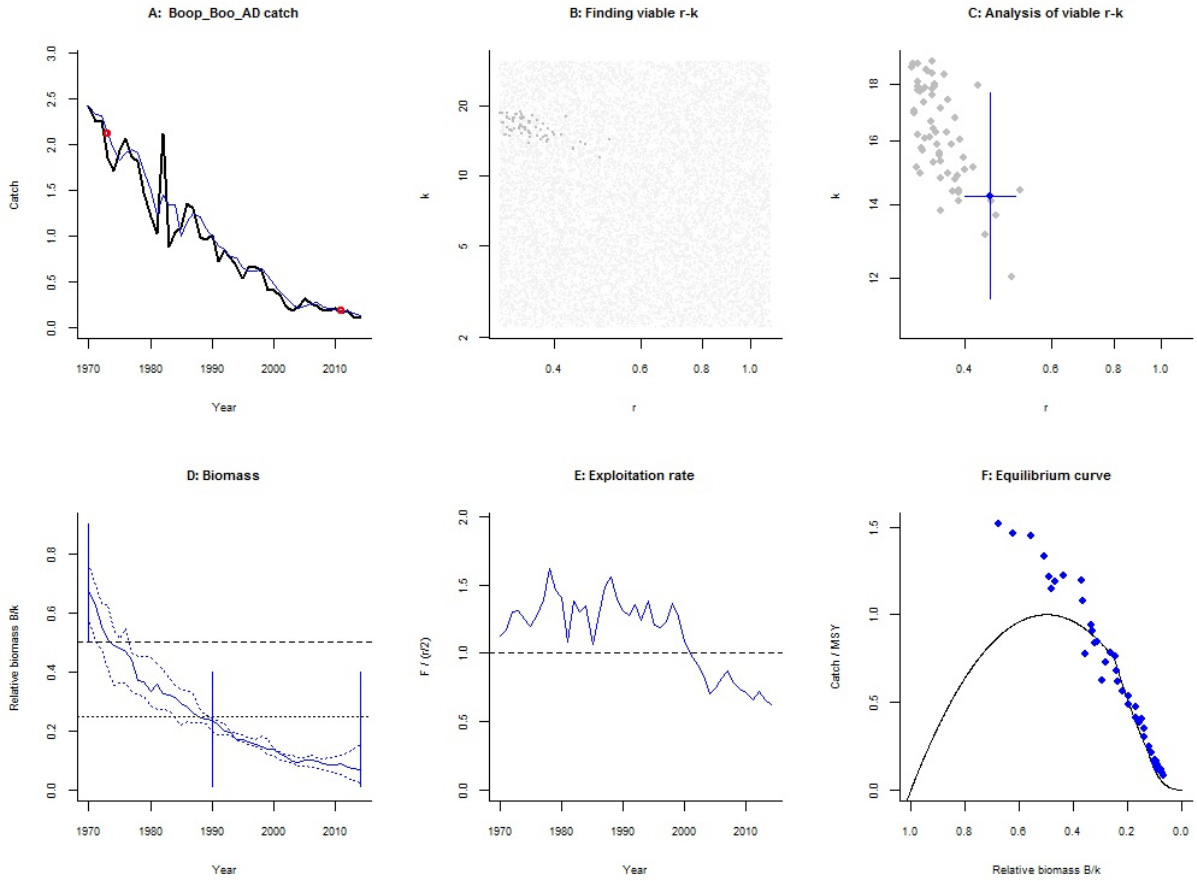 A: Boop_Boo_AD catch
B: Finding viable r-k
C: Analysis of viable r-k
Catch
3.0
2.5
2.0
1.5
1.0
0.5
0.0
1970 1980 1990 2000 2010
Year
k
20
10
5
2
0.4 0.6 0.8 1.0
r
k
18
16
14
12
0.4 0.6 0.8 1.0
r
D: Biomass
E: Exploitation rate
F: Equilibrium curve
Relative biomass B/k
0.8
0.6
0.4
0.2
0.0
1970 1980 1990 2000 2010
Year
F / (r/2)
2.0
1.5
1.0
0.5
0.0
1970 1980 1990 2000 2010
Year
Catch / MSY
1.5
1.0
0.5
0.0
1.0 0.8 0.6 0.4 0.2 0.0
Relative biomass B/k